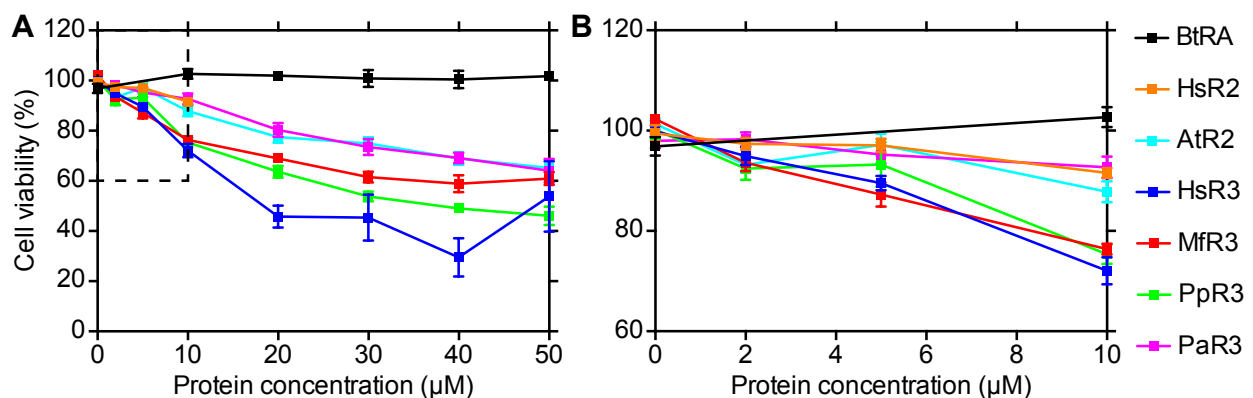 A
B
120
100
80
60
40
20
0
Cell viability (%)
0
10
20
30
40
50
Protein concentration (µM)
120
100
80
60
0
2
4
6
8
10
Protein concentration (µM)
BtRA
HsR2
AtR2
HsR3
MfR3
PpR3
PaR3